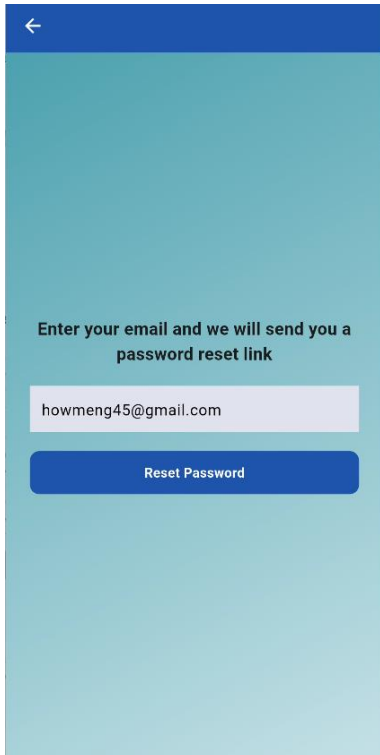 Enter your email and we will send you a
password reset link
howmeng45@gmail.com
Reset Password